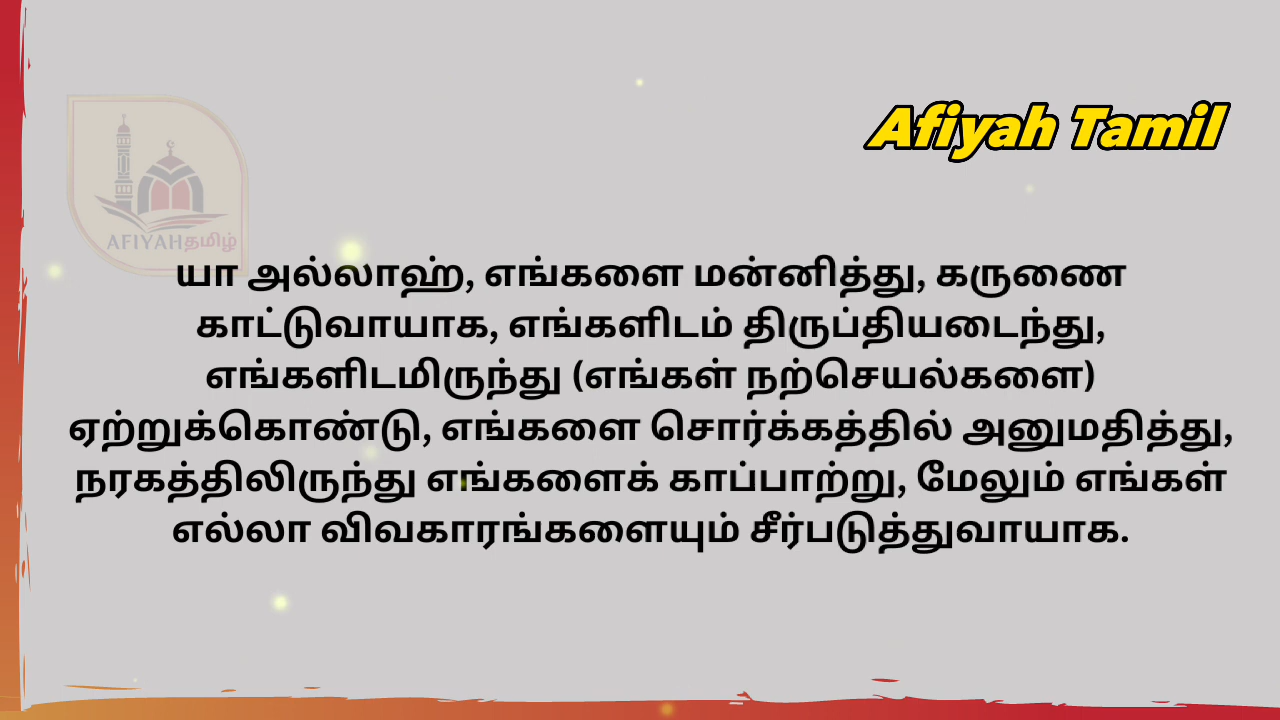 Afiyah Tamil
AFIYAHதமிழ்
யா அல்லாஹ், எங்களை மன்னித்து, கருணை
காட்டுவாயாக, எங்களிடம் திருப்தியடைந்து,
எங்களிடமிருந்து (எங்கள் நற்செயல்களை)
ஏற்றுக்கொண்டு, எங்களை சொர்க்கத்தில் அனுமதித்து,
நரகத்திலிருந்து எங்களைக் காப்பாற்று, மேலும் எங்கள்
எல்லா விவகாரங்களையும் சீர்படுத்துவாயாக.